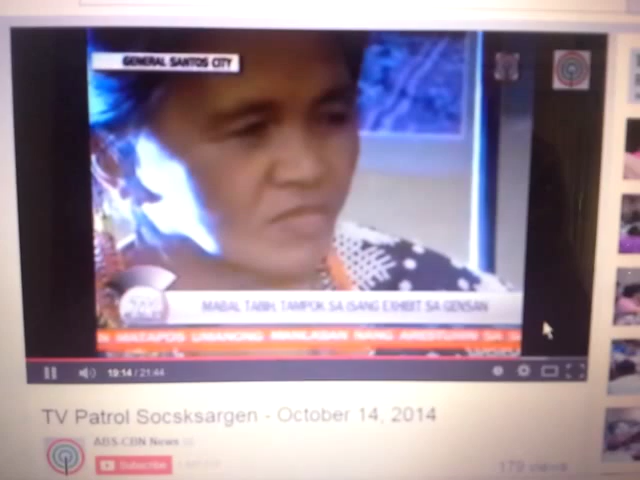 GENERAL SANTOS CITY
MABAL TABIH, TAMPOK SA ISANG EXHIBIT SA GENSAN
19:14 / 21:44
TV Patrol Socsksargen - October 14, 2014
ABS-CBN News
Subscribe
179 views